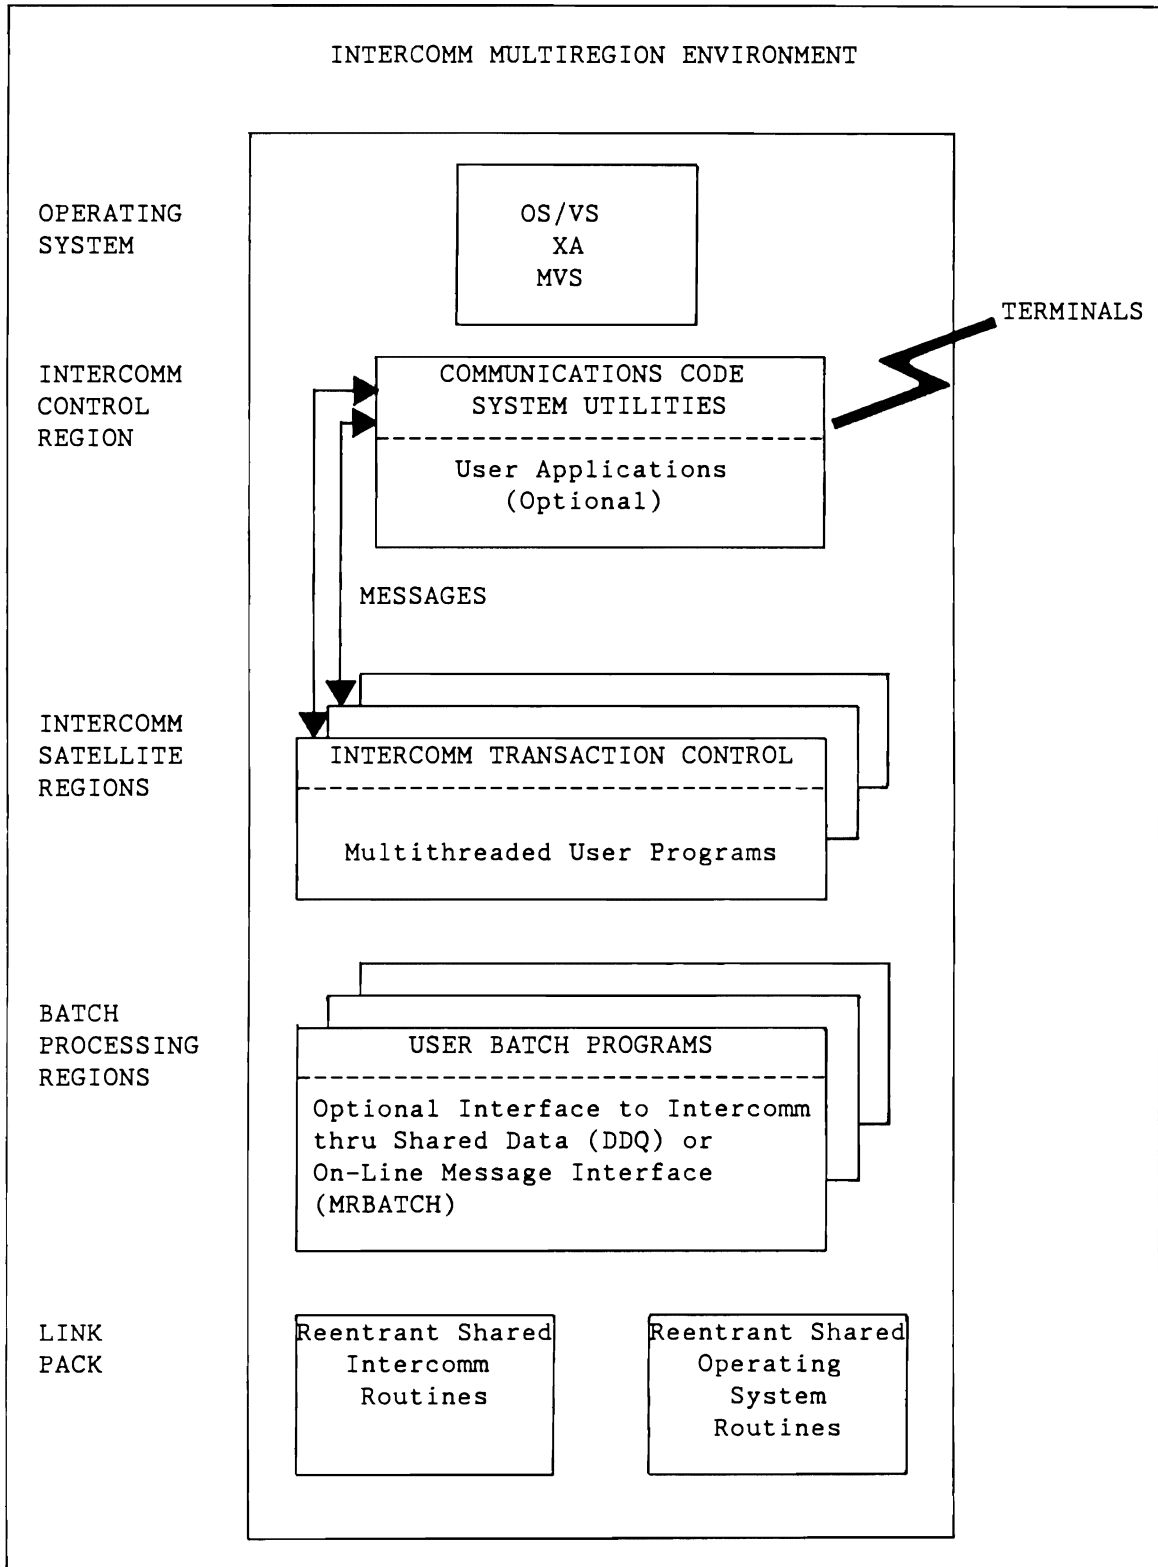 INTERCOMM MULTIREGION ENVIRONMENT
OPERATING
SYSTEM
OS/VS
XA
MVS
TERMINALS
INTERCOMM
CONTROL
REGION
COMMUNICATIONS CODE
SYSTEM UTILITIES
User Applications
(Optional)
MESSAGES
INTERCOMM
SATELLITE
REGIONS
INTERCOMM TRANSACTION CONTROL
Multithreaded User Programs
BATCH
PROCESSING
REGIONS
USER BATCH PROGRAMS
Optional Interface to Intercomm
thru Shared Data (DDQ) or
On-Line Message Interface
(MRBATCH)
LINK
PACK
Reentrant Shared
Intercomm
Routines
Reentrant Shared
Operating
System
Routines